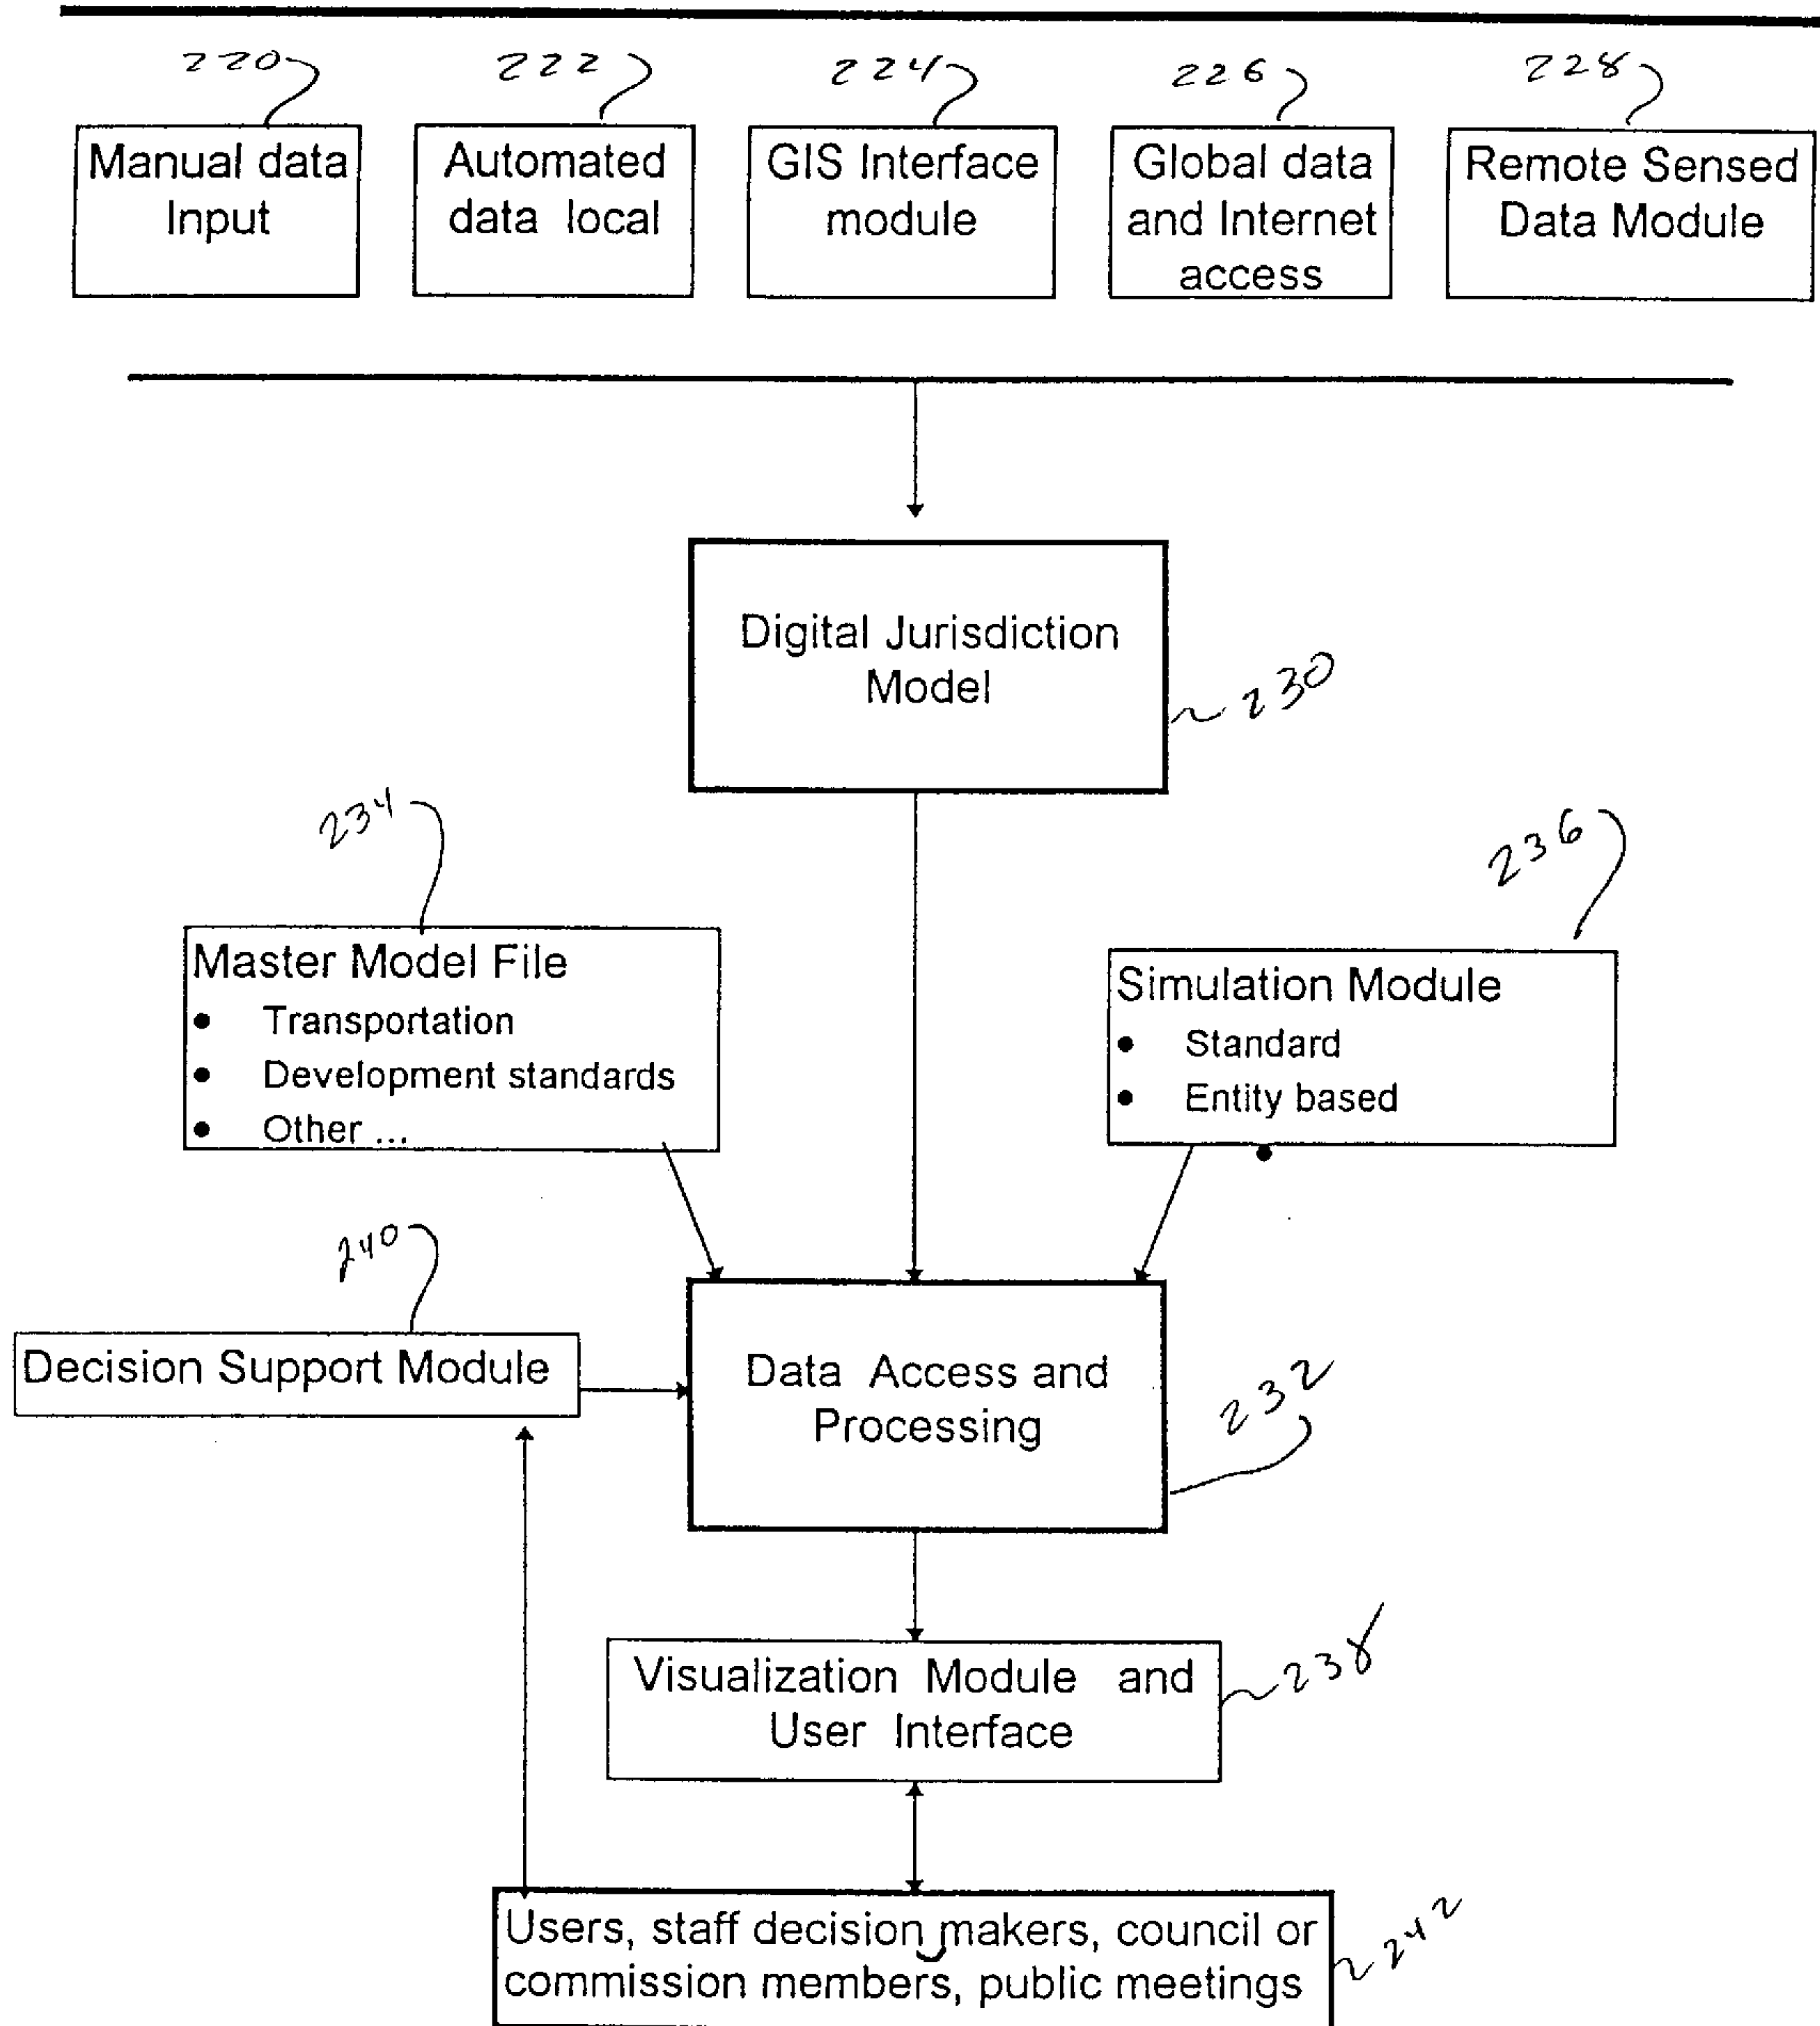 220 222 224 226 228
Manual data
Input
Automated
data local
GIS Interface
module
Global data
and Internet
access
Remote Sensed
Data Module
Digital Jurisdiction
Model
230
234
Master Model File
• Transportation
• Development standards
• Other ...
236
Simulation Module
• Standard
• Entity based
•
240
Decision Support Module
Data Access and
Processing
232
Visualization Module and
User Interface
238
Users, staff decision makers, council or
commission members, public meetings
242